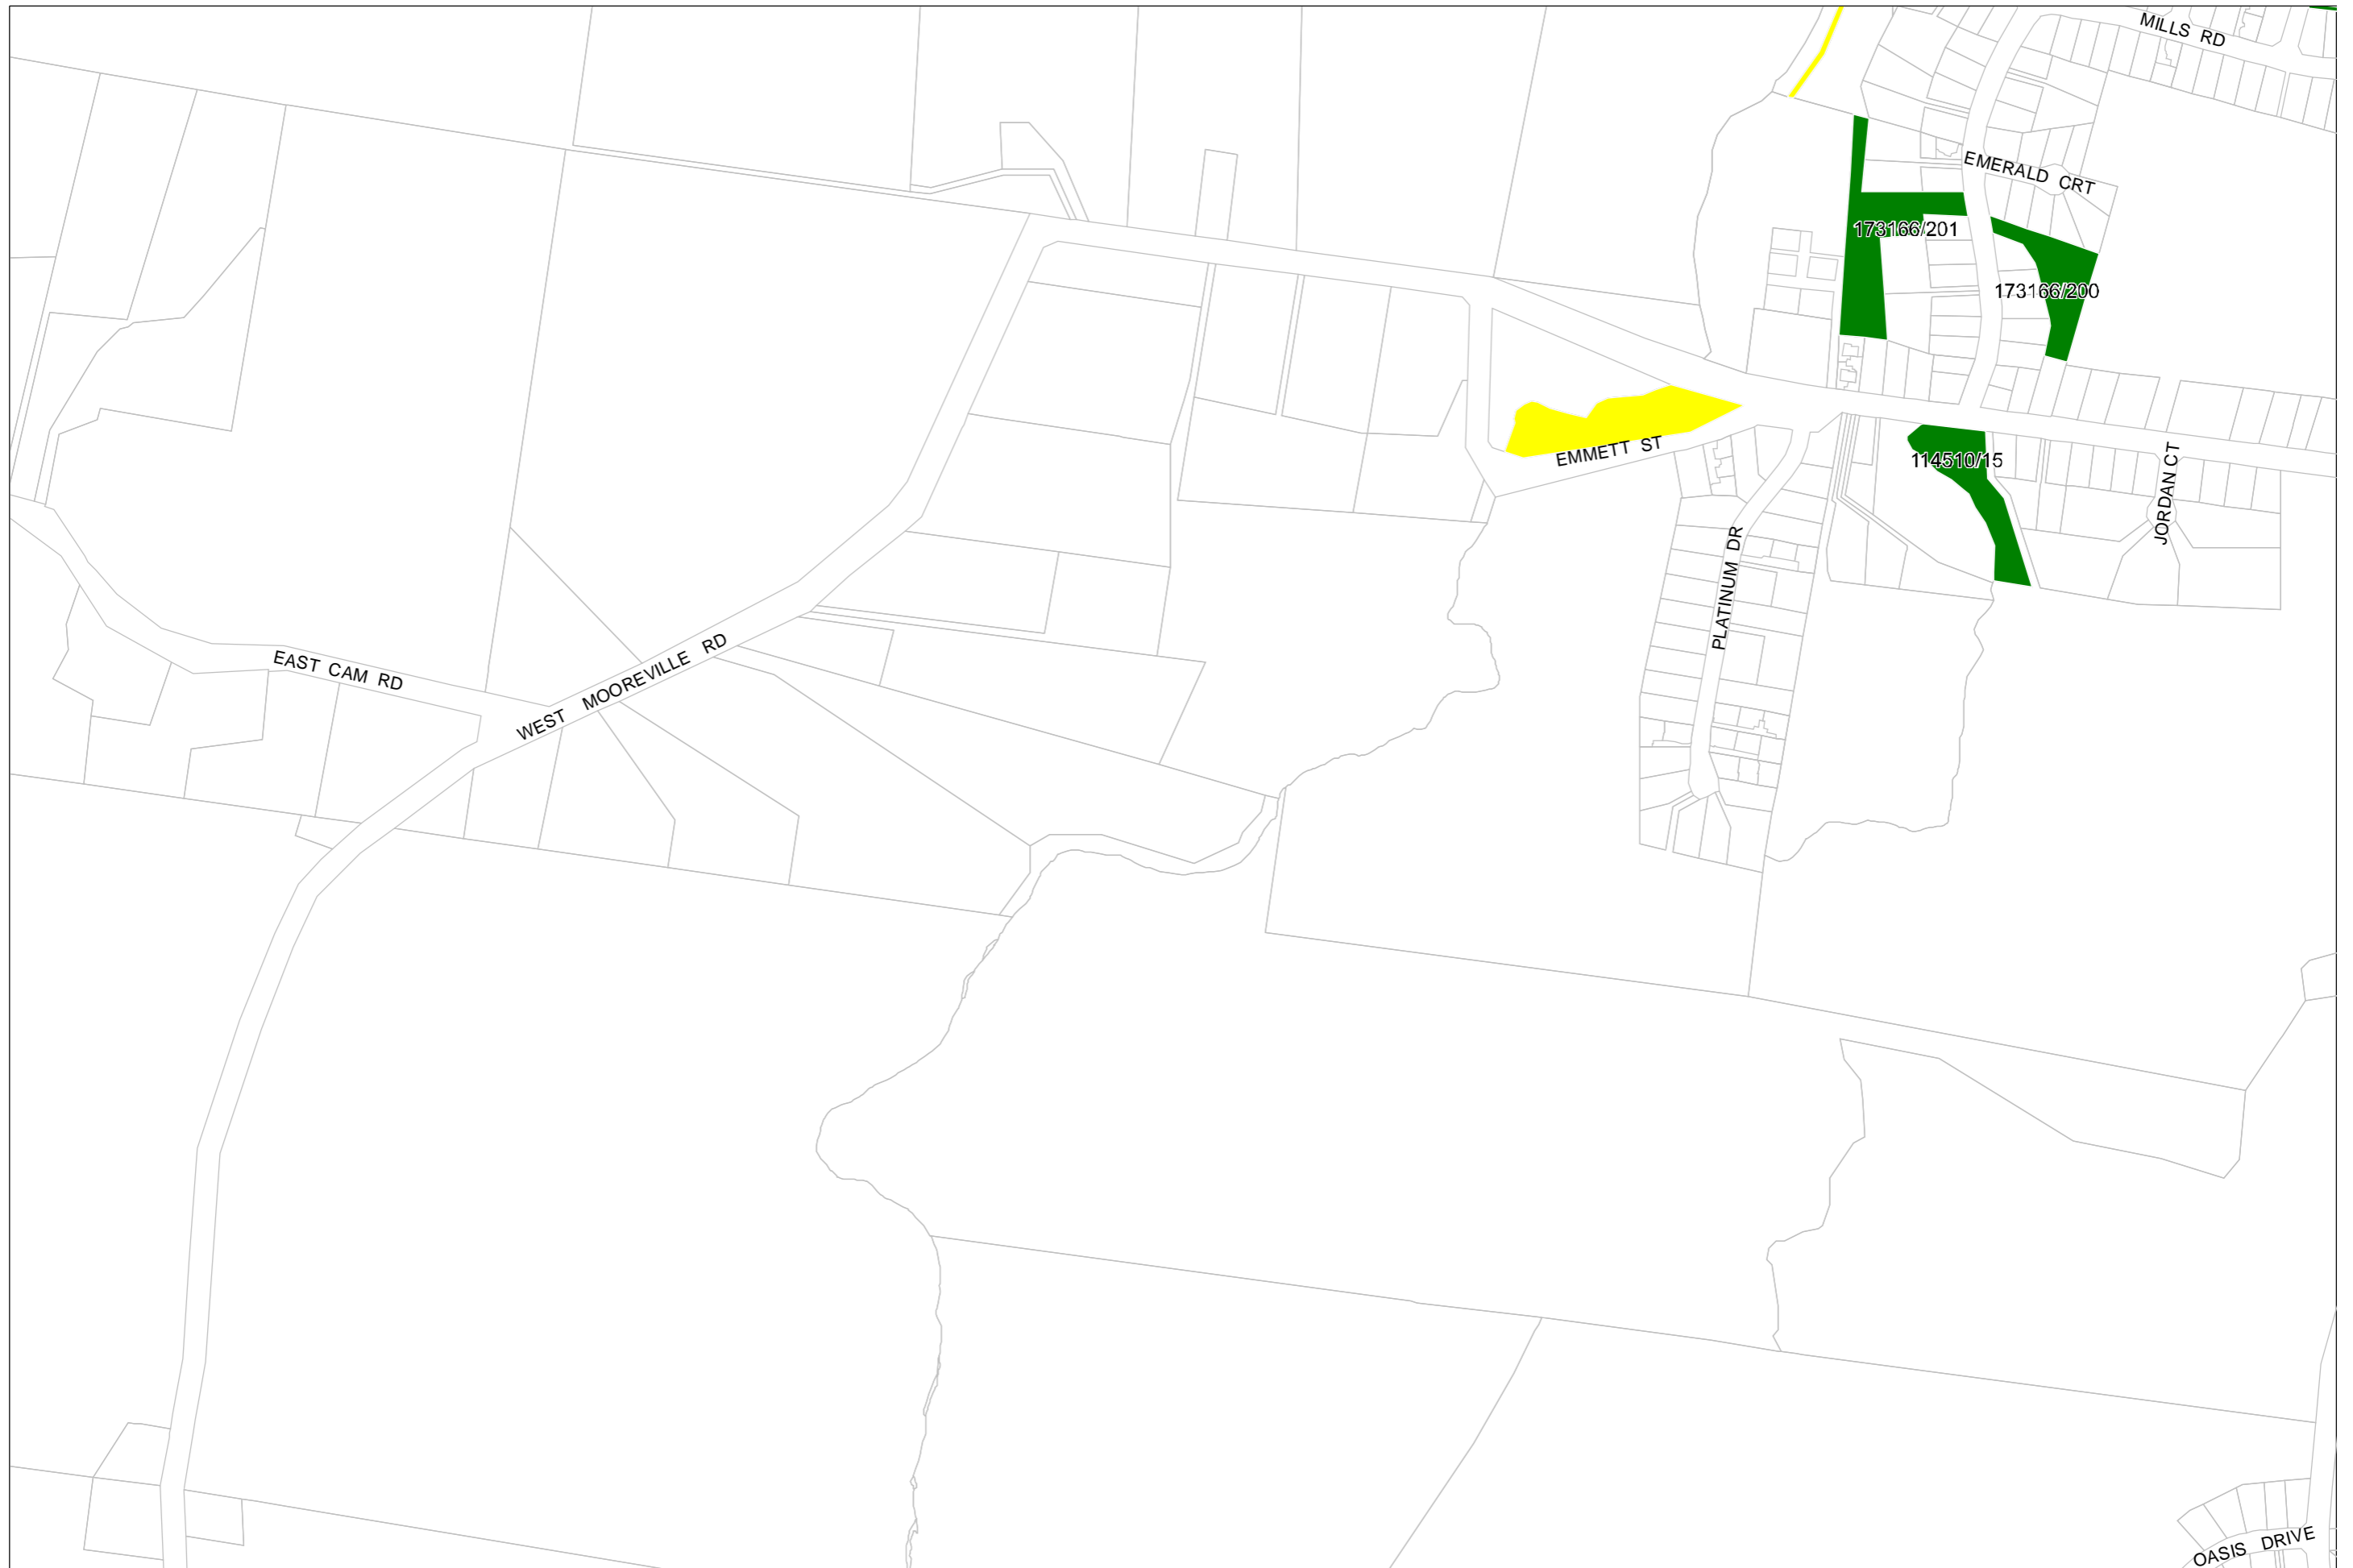 MILLS RD
EMERALD CRT
173166/201
173166/200
EMMETT ST
114510/15
JORDAN CT
PLATINUM DR
EAST CAM RD
WEST MOOREVILLE RD
OASIS DRIVE